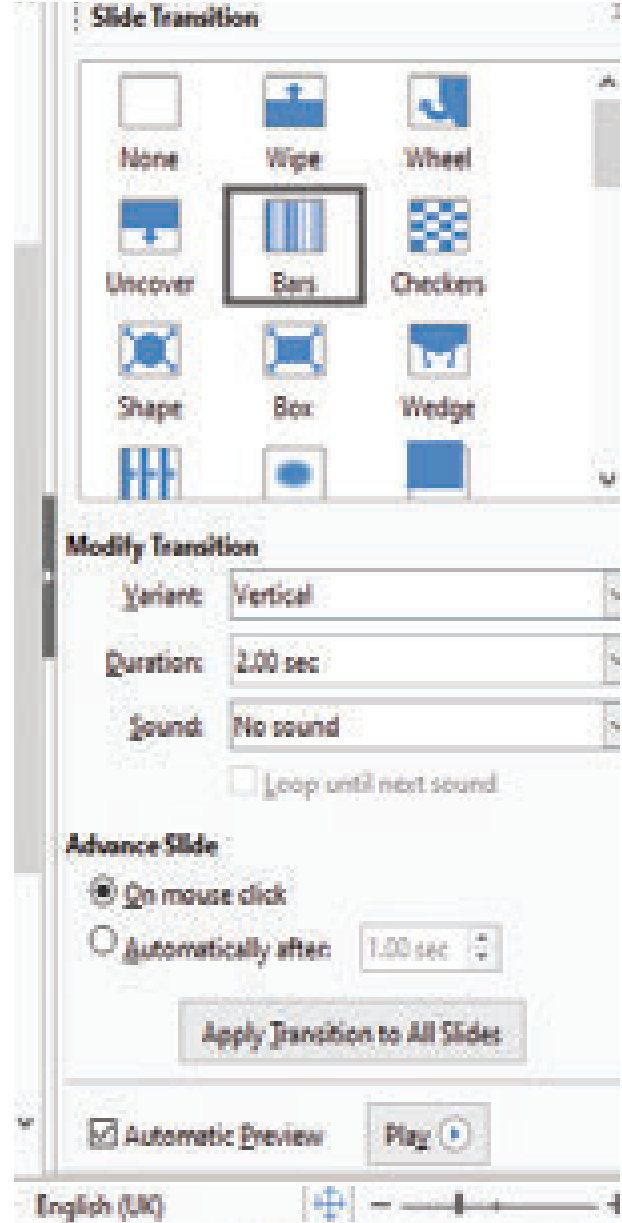 Slide Transition
None Wipe Wheel
Uncover Bars Checkers
Shape Box Wedge
Modify Transition
Variant: Vertical
Duration: 2.00 sec
Sound: No sound
Loop until next sound
Advance Slide
On mouse click
Automatically after: 1.00 sec
Apply Transition to All Slides
Automatic Preview Play
English (UK)